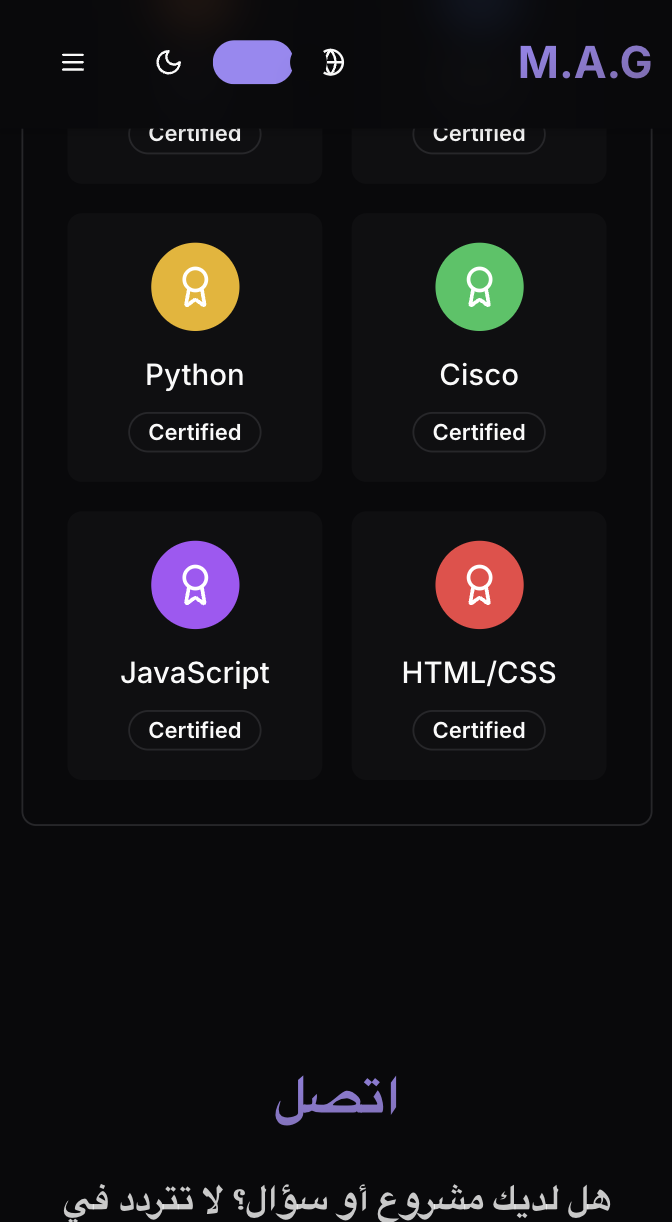 M.A.G
Certified
Certified
Python
Cisco
Certified
Certified
JavaScript
HTML/CSS
Certified
Certified
اتصل
هل لديك مشروع أو سؤال؟ لا تتردد في